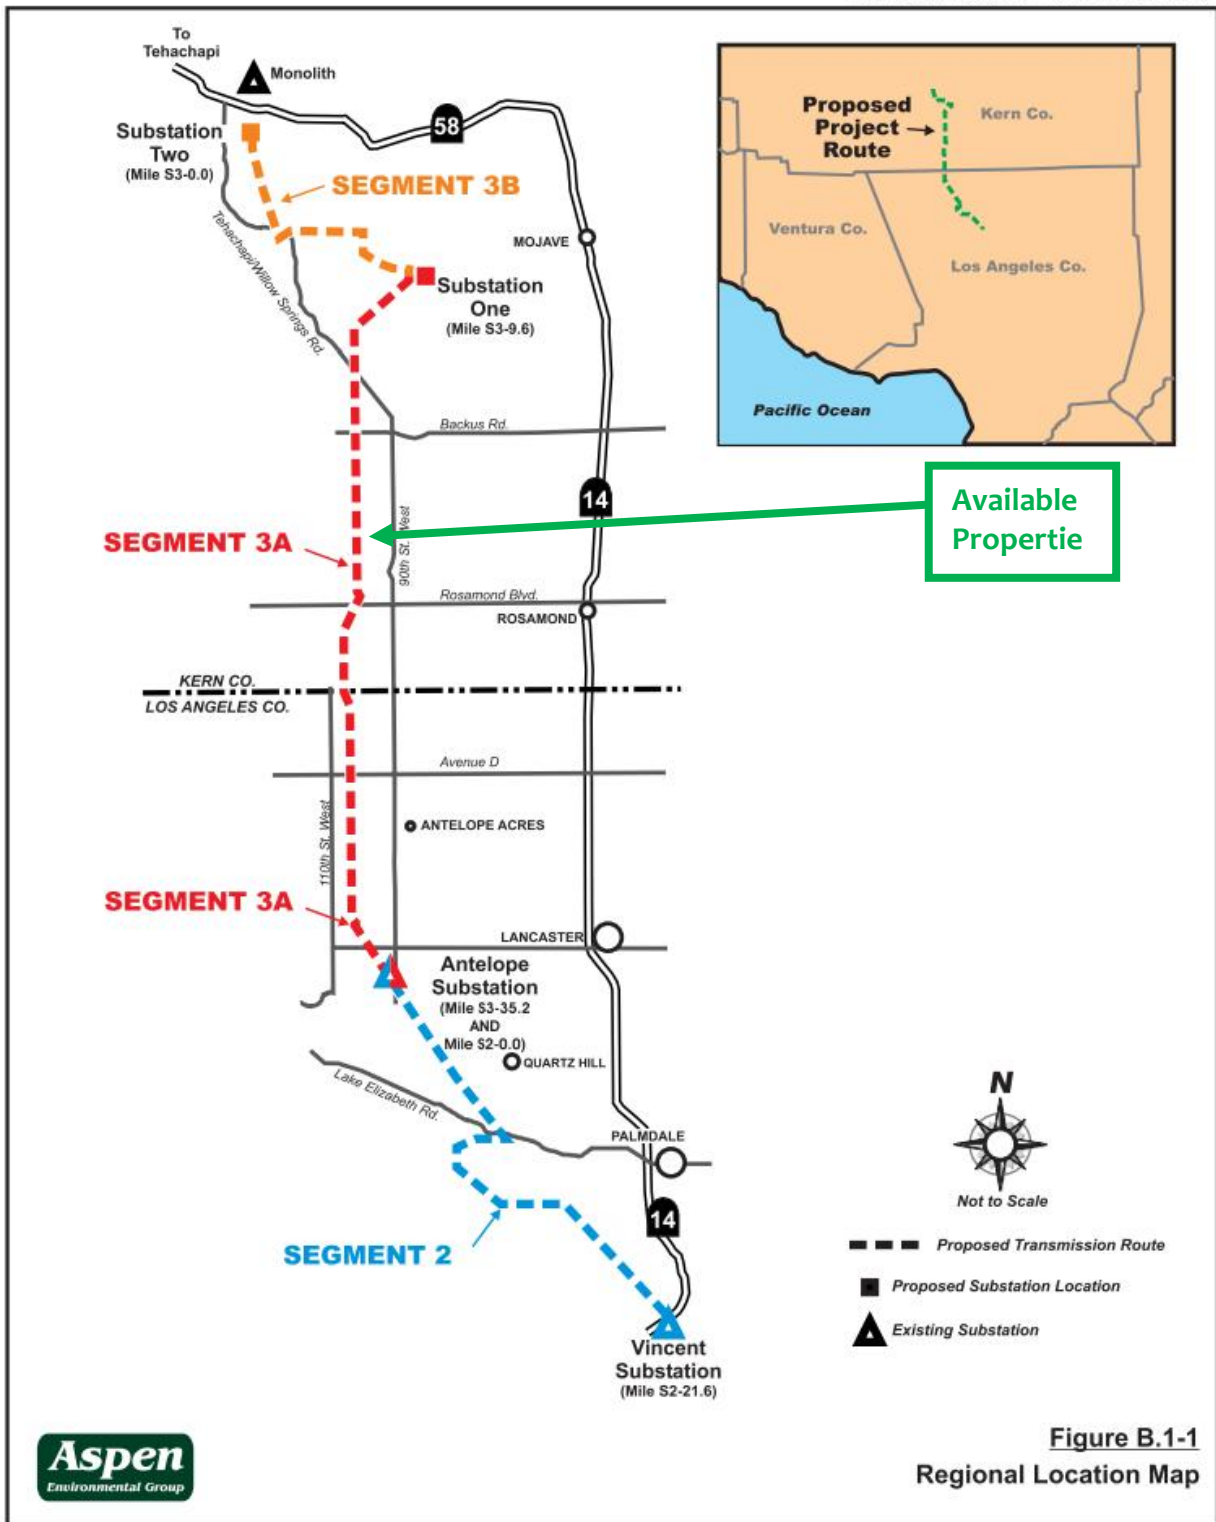 To
Tehachapi
Monolith
58
Substation
Two
(Mile S3-0.0)
SEGMENT 3B
Tehachapi/Willow Springs Rd.
MOJAVE
Substation
One
(Mile S3-9.6)
Backus Rd.
14
SEGMENT 3A
90th St. West
Rosamond Blvd.
ROSAMOND
KERN CO.
LOS ANGELES CO.
Avenue D
110th St. West
ANTELOPE ACRES
SEGMENT 3A
LANCASTER
Antelope
Substation
(Mile S3-35.2
AND
Mile S2-0.0)
QUARTZ HILL
Lake Elizabeth Rd.
PALMDALE
14
SEGMENT 2
Vincent
Substation
(Mile S2-21.6)
Proposed
Project
Route
Kern Co.
Ventura Co.
Los Angeles Co.
Pacific Ocean
Available
Propertie
N
Not to Scale
Proposed Transmission Route
Proposed Substation Location
Existing Substation
Aspen
Environmental Group
Figure B.1-1
Regional Location Map